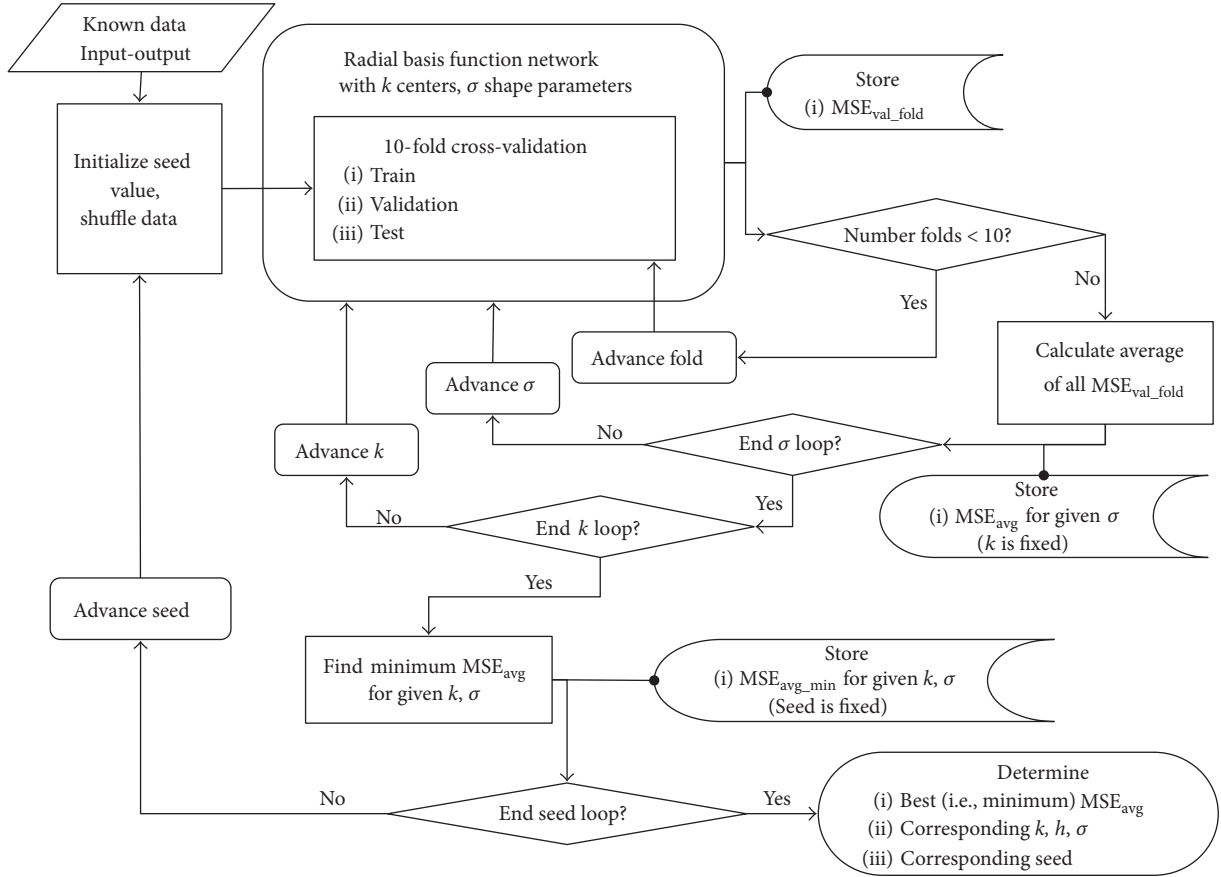 Known data
Input-output
Initialize seed
value,
shuffle data
Radial basis function network
with k centers, σ shape parameters
10-fold cross-validation
(i) Train
(ii) Validation
(iii) Test
Store
(i) MSE_val_fold
Number folds < 10?
No
Yes
Advance fold
Calculate average
of all MSE_val_fold
Advance σ
No
End σ loop?
Yes
Store
(i) MSE_avg for given σ
(k is fixed)
Advance k
No
End k loop?
Yes
Advance seed
Find minimum MSE_avg
for given k, σ
Store
(i) MSE_avg_min for given k, σ
(Seed is fixed)
No
End seed loop?
Yes
Determine
(i) Best (i.e., minimum) MSE_avg
(ii) Corresponding k, h, σ
(iii) Corresponding seed